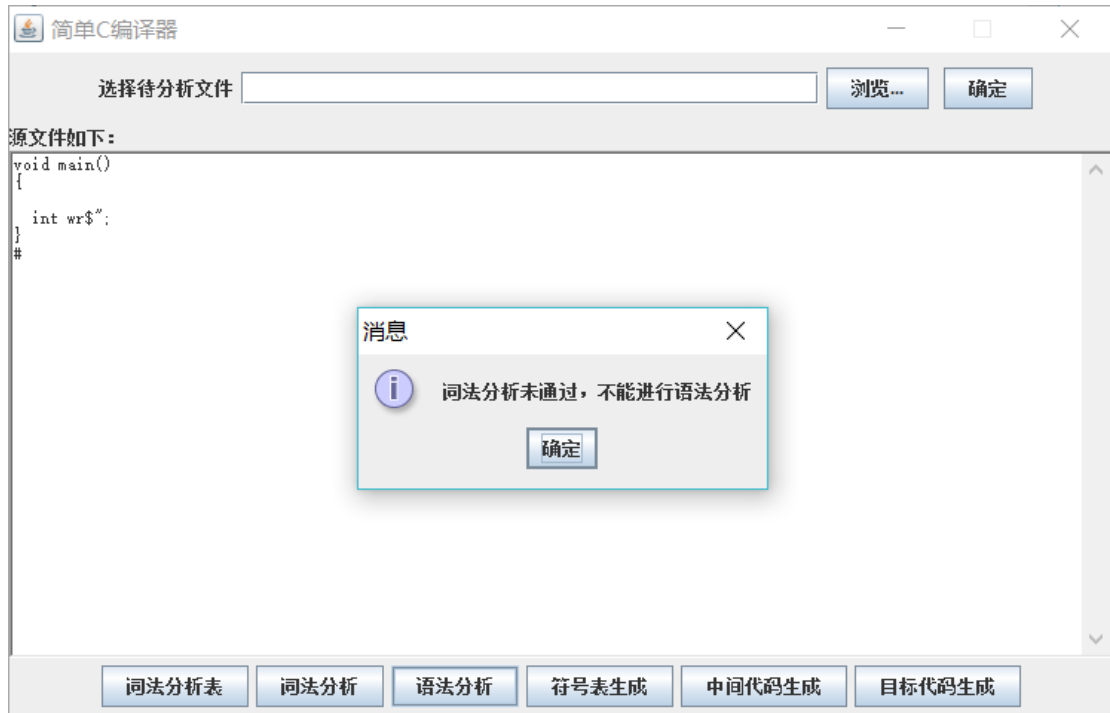 简单C编译器
选择待分析文件 浏览... 确定
源文件如下：
void main()
{
int wr$";
}
#
消息
词法分析未通过，不能进行语法分析
确定
词法分析表 词法分析 语法分析 符号表生成 中间代码生成 目标代码生成